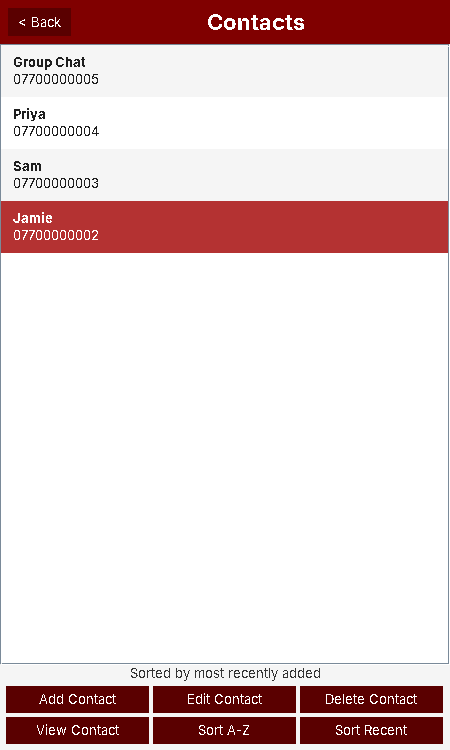 < Back
Contacts
Group Chat
07700000005
Priya
07700000004
Sam
07700000003
Jamie
07700000002
Sorted by most recently added
Add Contact
Edit Contact
Delete Contact
View Contact
Sort A-Z
Sort Recent